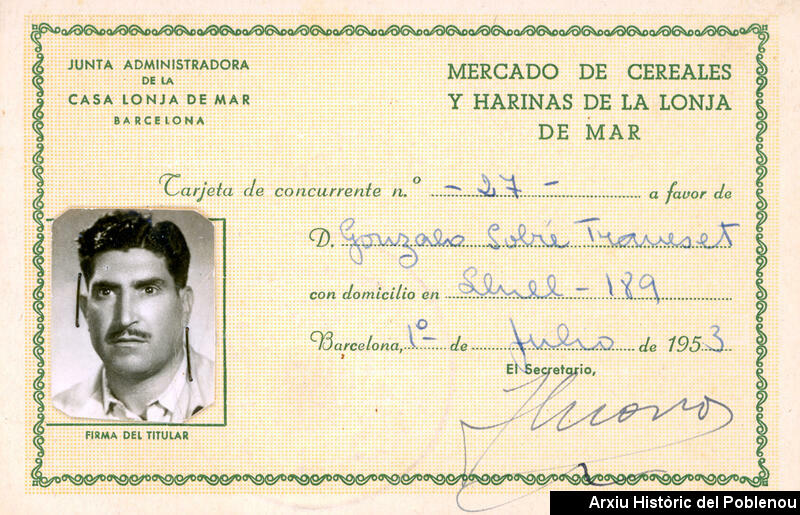 JUNTA ADMINISTRADORA
DE LA
CASA LONJA DE MAR
BARCELONA
MERCADO DE CEREALES
Y HARINAS DE LA LONJA
DE MAR
Tarjeta de concurrente n.º - 27 - a favor de
D. Gonzalo Sobré Traveset
con domicilio en Llull - 189
Barcelona, 1º de Julio de 1953
El Secretario,
FIRMA DEL TITULAR
Arxiu Històric del Poblenou